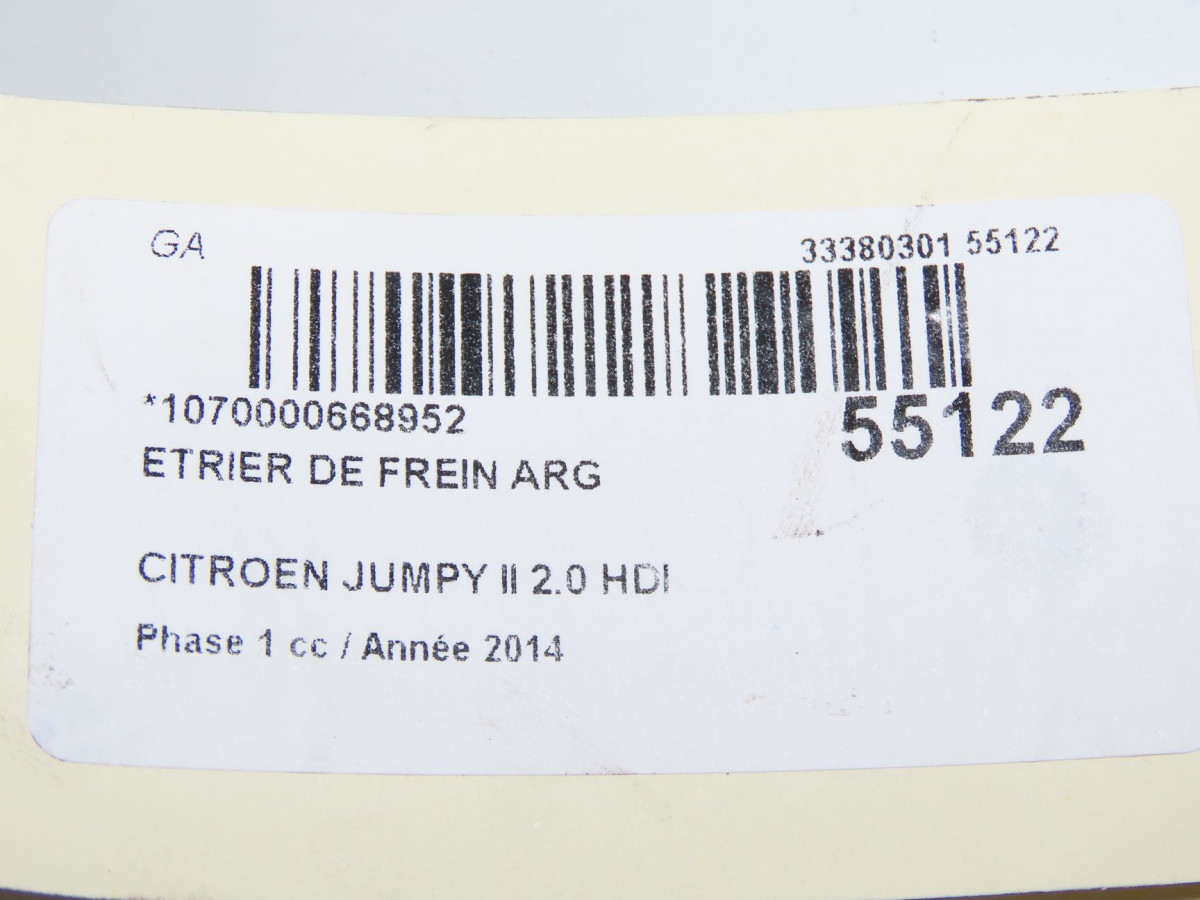 GA
33380301 55122
*1070000668952
55122
ETRIER DE FREIN ARG
CITROEN JUMPY II 2.0 HDI
Phase 1 cc / Année 2014